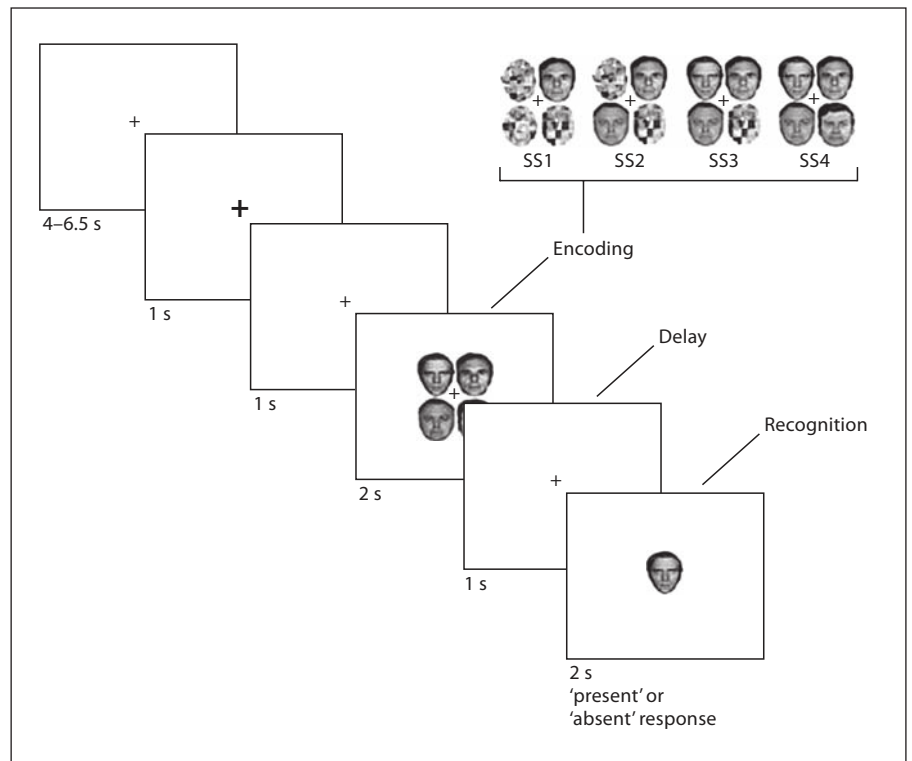 SS1 SS2 SS3 SS4
4–6.5 s
Encoding
1 s
Delay
1 s
Recognition
2 s
1 s
2 s
'present' or
'absent' response